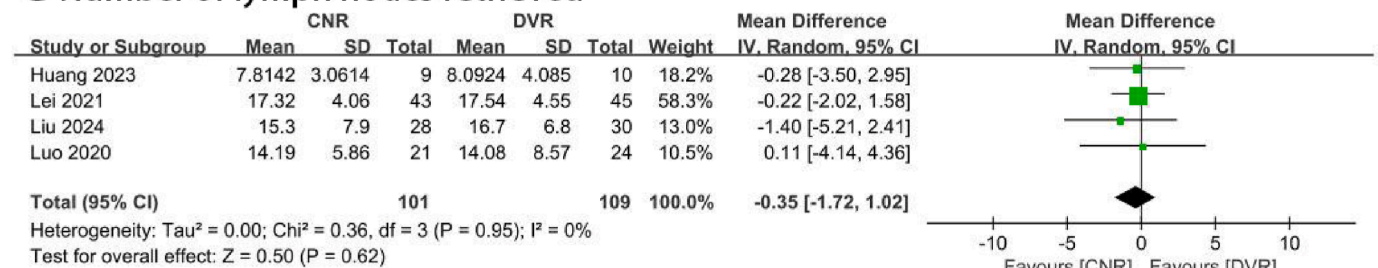 CNR DVR Mean Difference Mean Difference
Study or Subgroup Mean SD Total Mean SD Total Weight IV, Random, 95% CI IV, Random, 95% CI
Huang 2023 7.8142 3.0614 9 8.0924 4.085 10 18.2% -0.28 [-3.50, 2.95]
Lei 2021 17.32 4.06 43 17.54 4.55 45 58.3% -0.22 [-2.02, 1.58]
Liu 2024 15.3 7.9 28 16.7 6.8 30 13.0% -1.40 [-5.21, 2.41]
Luo 2020 14.19 5.86 21 14.08 8.57 24 10.5% 0.11 [-4.14, 4.36]
Total (95% CI) 101 109 100.0% -0.35 [-1.72, 1.02]
Heterogeneity: Tau² = 0.00; Chi² = 0.36, df = 3 (P = 0.95); I² = 0%
-10 -5 0 5 10
Test for overall effect: Z = 0.50 (P = 0.62)
Favours [CNR] Favours [DVR]